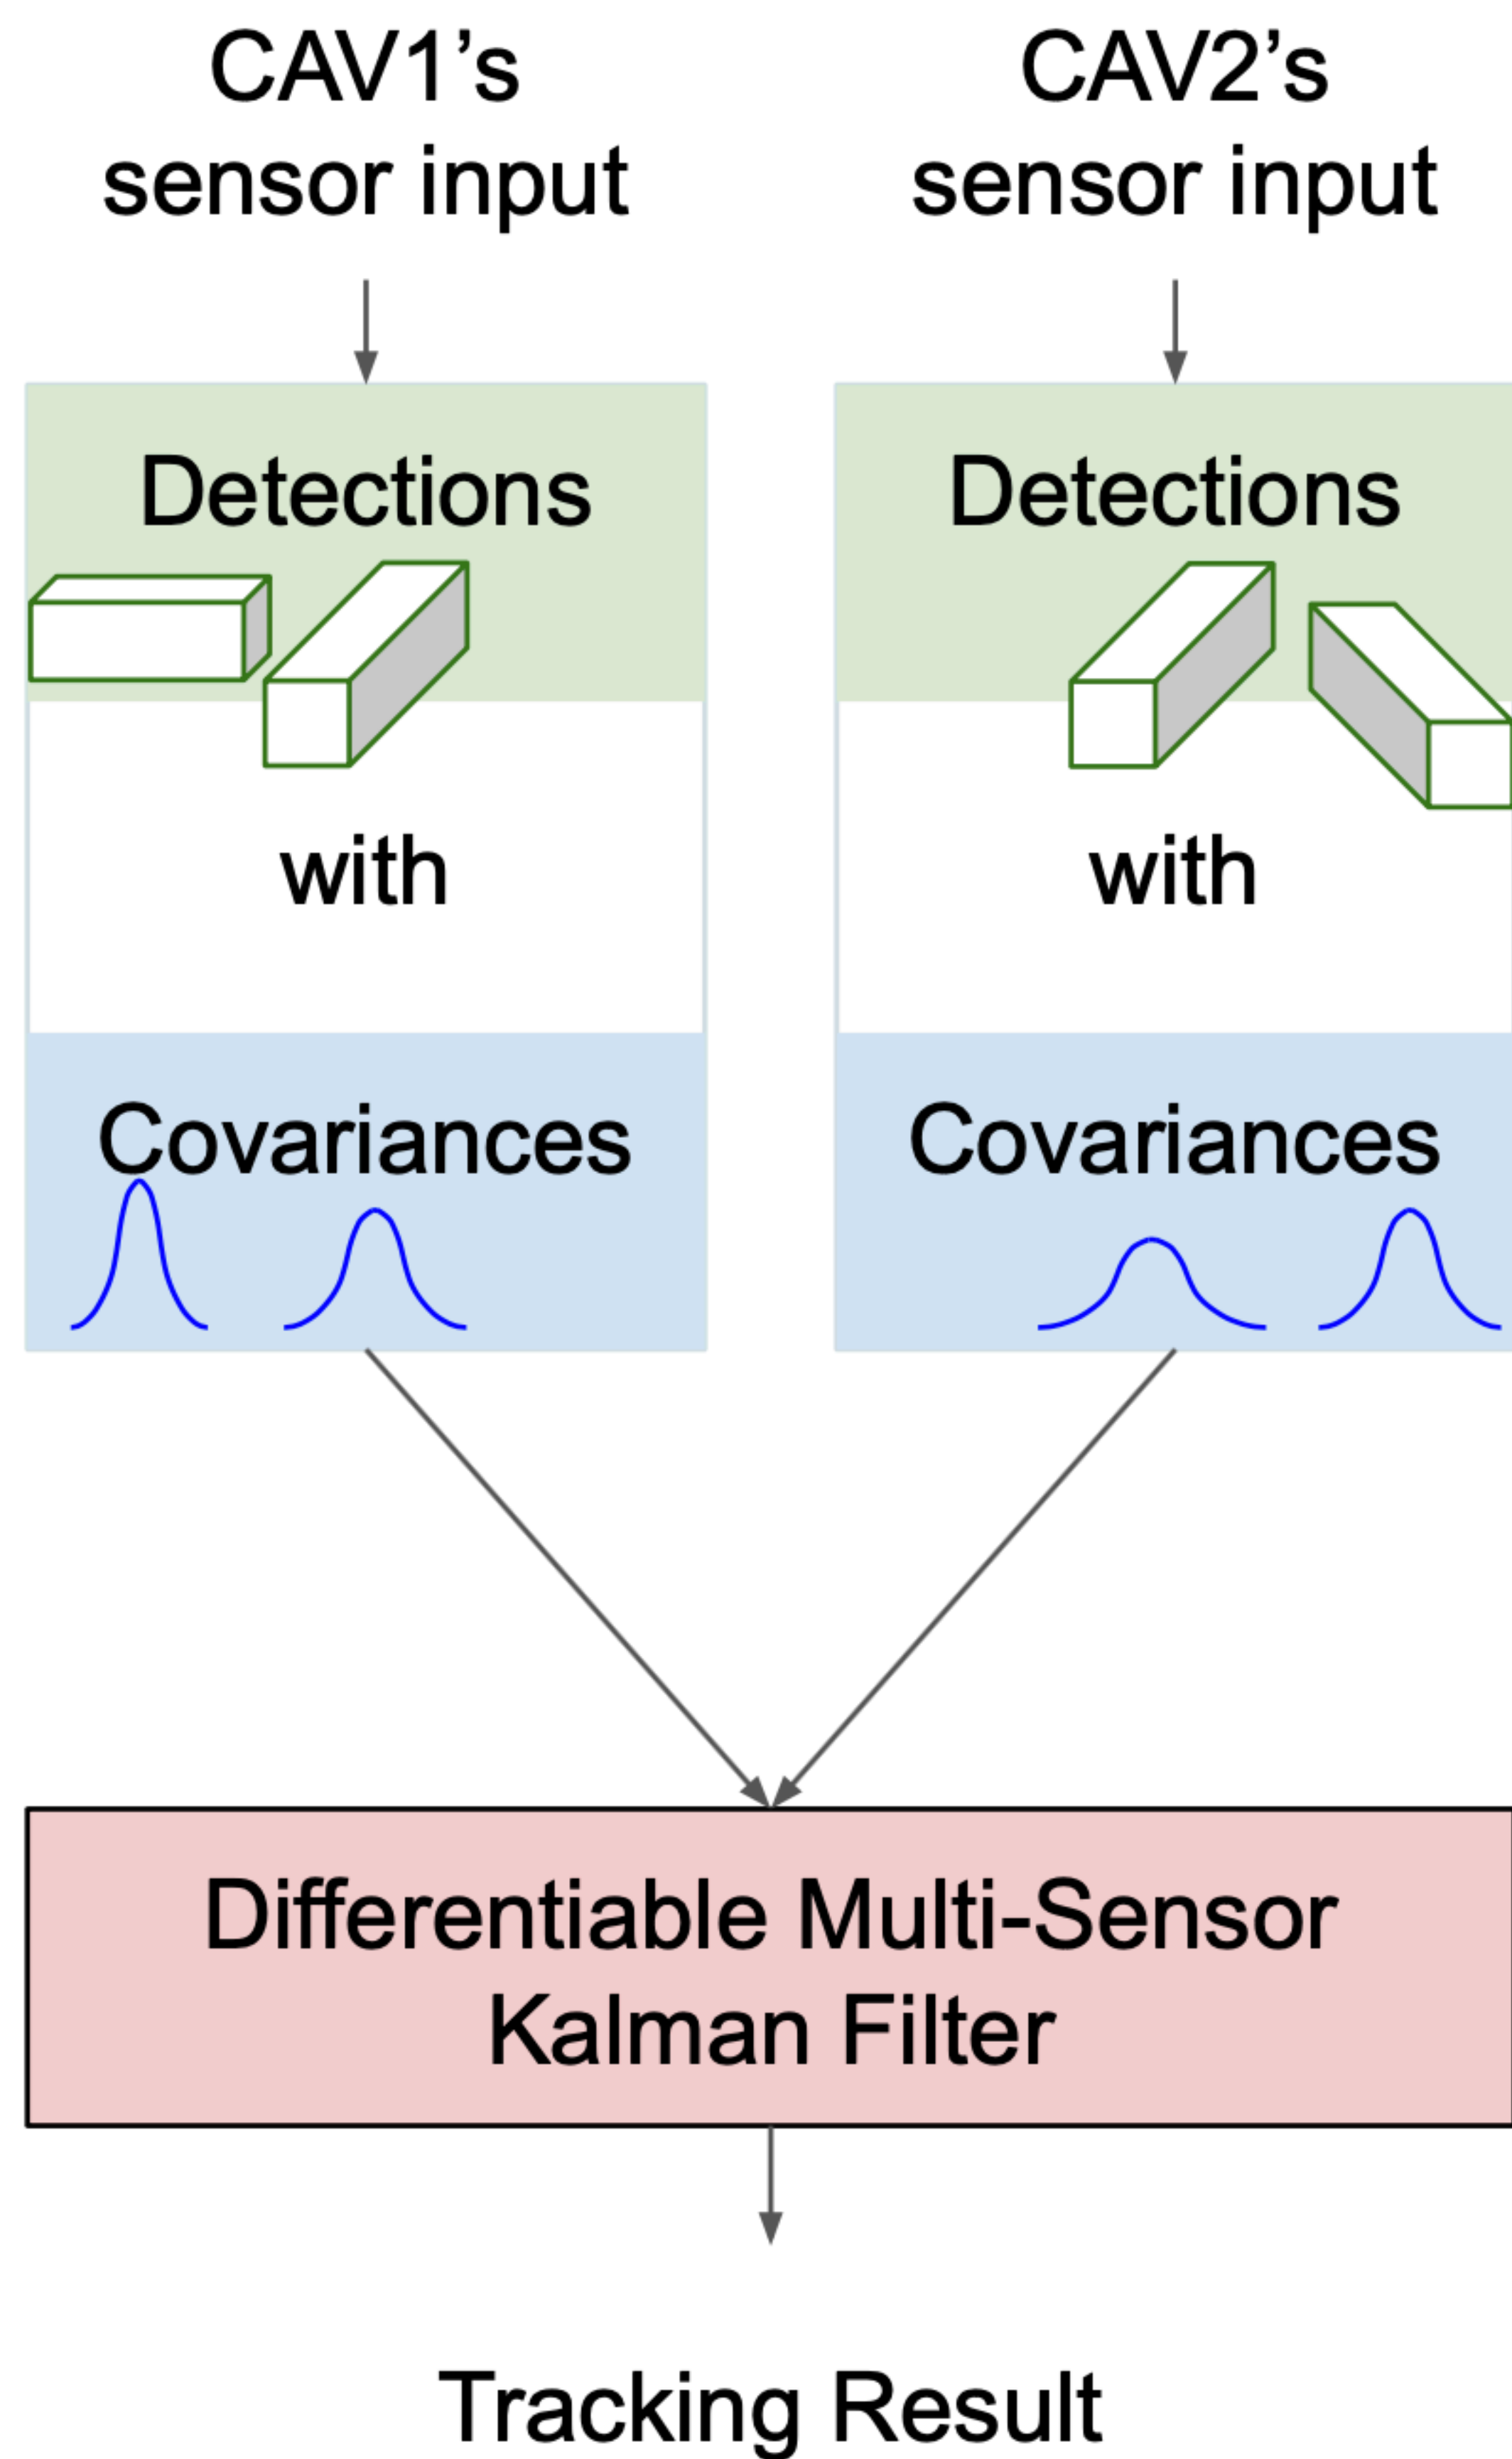 CAV1’s
sensor input
CAV2’s
sensor input
Detections
with
Covariances
Detections
with
Covariances
Differentiable Multi-Sensor
Kalman Filter
Tracking Result